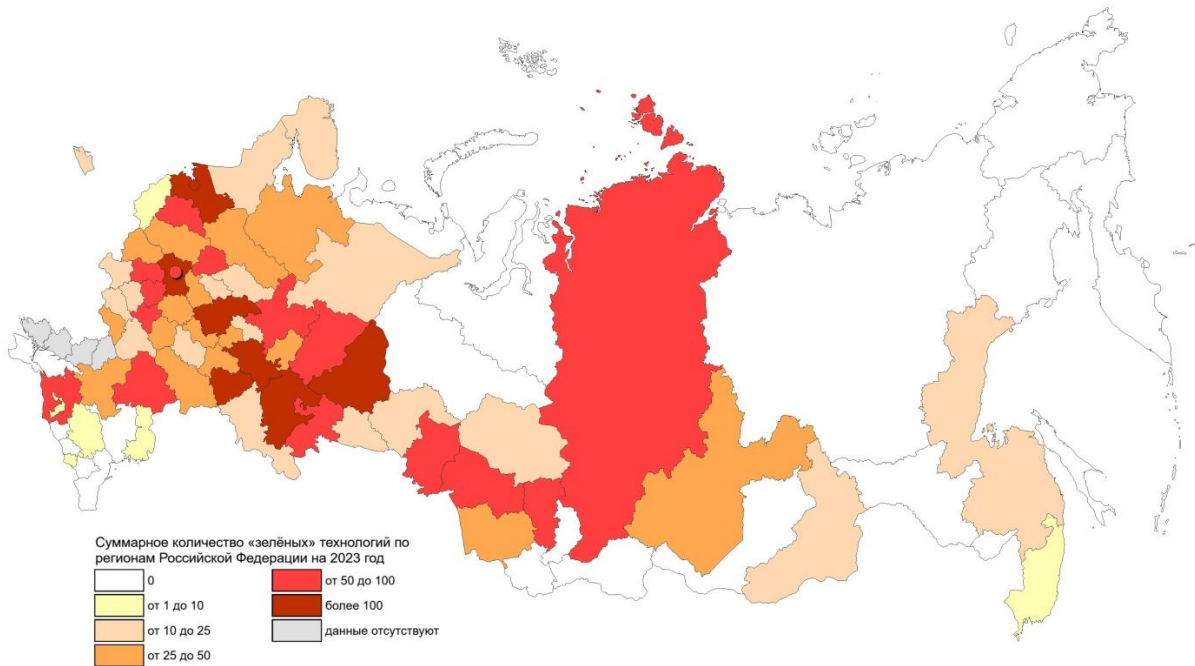 Суммарное количество «зелёных» технологий по
регионам Российской Федерации на 2023 год
0
от 1 до 10
от 10 до 25
от 25 до 50
от 50 до 100
более 100
данные отсутствуют